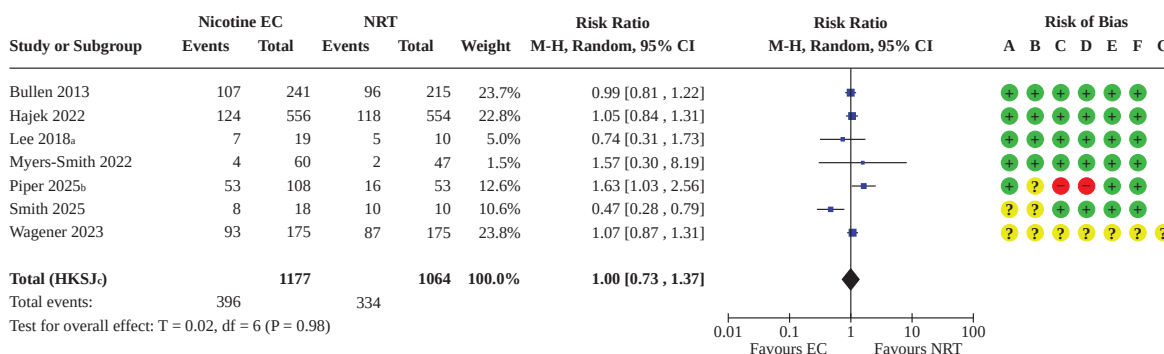 Nicotine EC NRT Risk Ratio Risk Ratio Risk of Bias
Study or Subgroup Events Total Events Total Weight M-H, Random, 95% CI M-H, Random, 95% CI A B C D E F G
Bullen 2013 107 241 96 215 23.7% 0.99 [0.81 , 1.22] + + + + + +
Hajek 2022 124 556 118 554 22.8% 1.05 [0.84 , 1.31] + + + + + +
Lee 2018a 7 19 5 10 5.0% 0.74 [0.31 , 1.73] + + + + + +
Myers-Smith 2022 4 60 2 47 1.5% 1.57 [0.30 , 8.19] + + + + + +
Piper 2025b 53 108 16 53 12.6% 1.63 [1.03 , 2.56] + ? − − + +
Smith 2025 8 18 10 10 10.6% 0.47 [0.28 , 0.79] ? ? + + + +
Wagener 2023 93 175 87 175 23.8% 1.07 [0.87 , 1.31] ? ? ? ? ? ? ?
Total (HKSJc) 1177 1064 100.0% 1.00 [0.73 , 1.37]
Total events: 396 334
Test for overall effect: T = 0.02, df = 6 (P = 0.98)
0.01 0.1 1 10 100
Favours EC Favours NRT